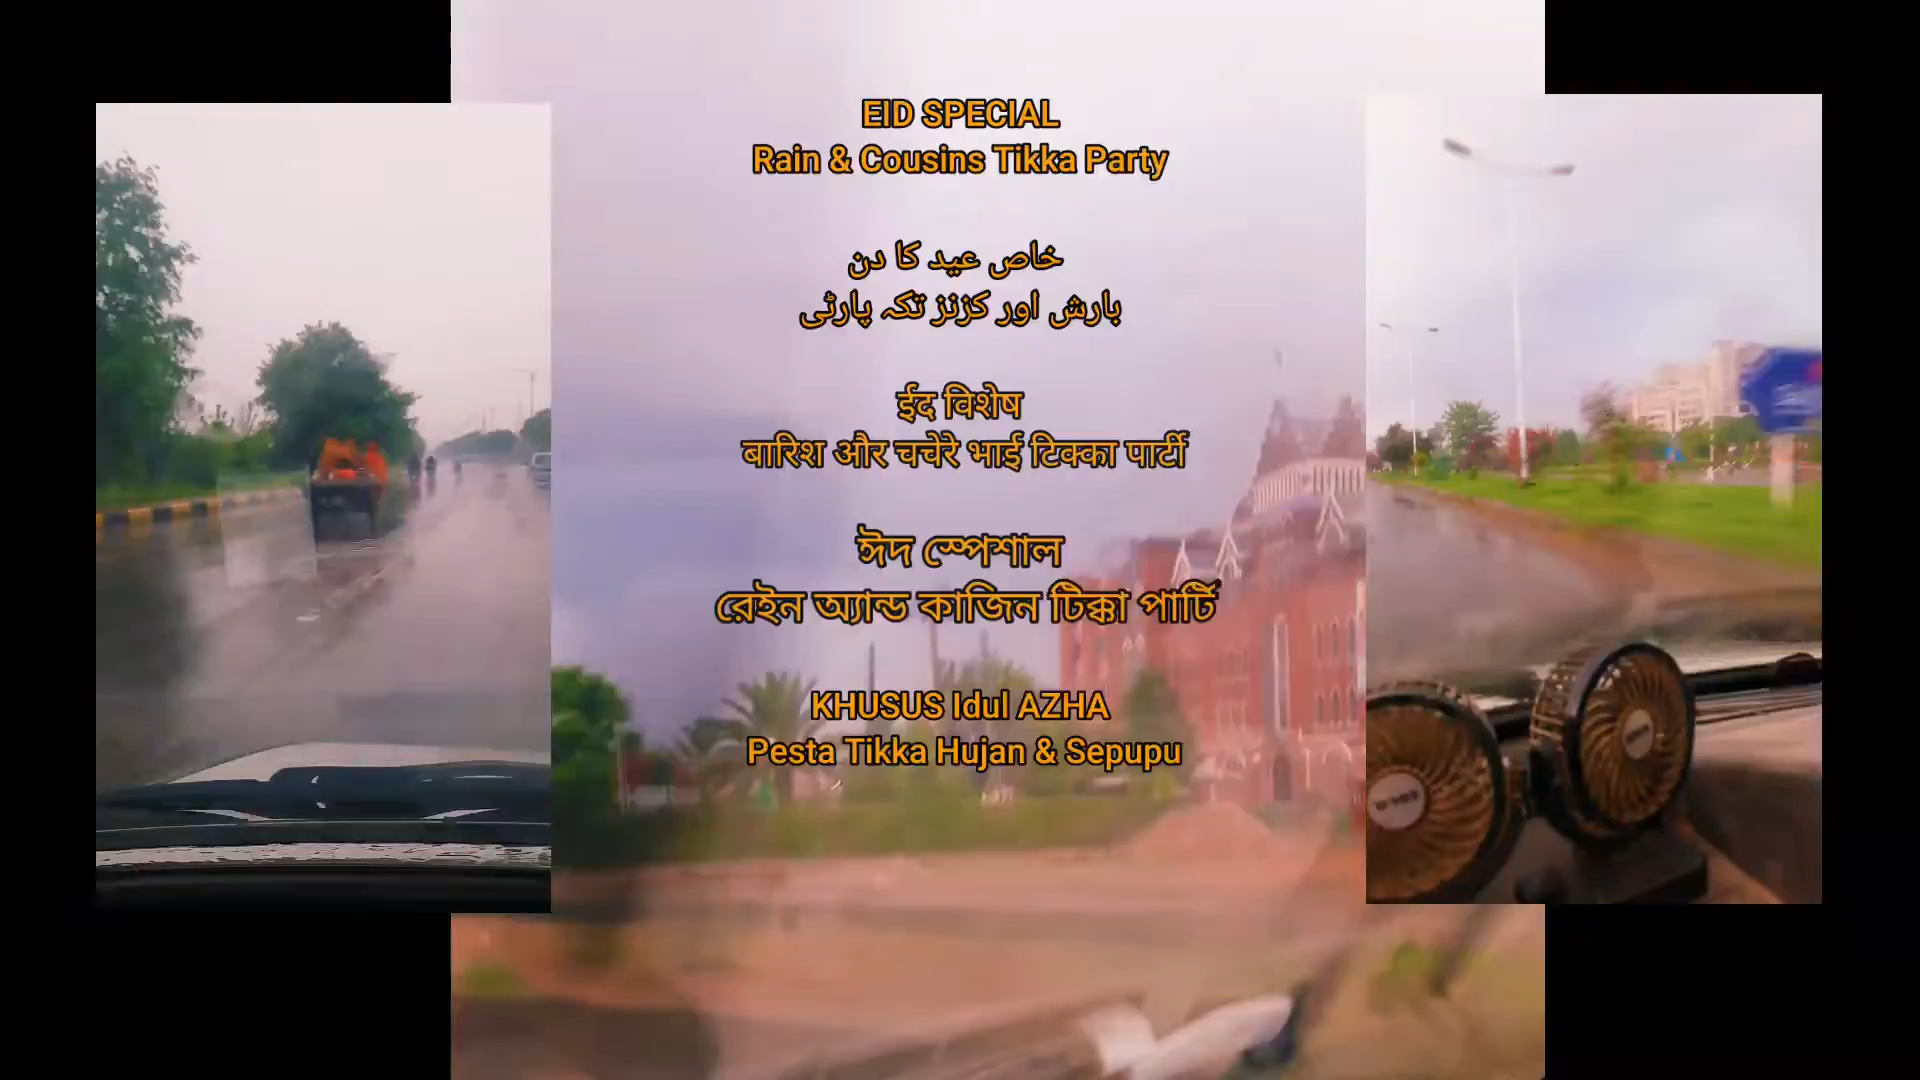 EID SPECIAL
Rain & Cousins Tikka Party
خاص عید کا دن
بارش اور کزنز تکہ پارٹی
ईद विशेष
बारिश और चचेरे भाई टिक्का पार्टी
ঈদ স্পেশাল
রেইন অ্যান্ড কাজিন টিক্কা পার্টি
KHUSUS Idul AZHA
Pesta Tikka Hujan & Sepupu